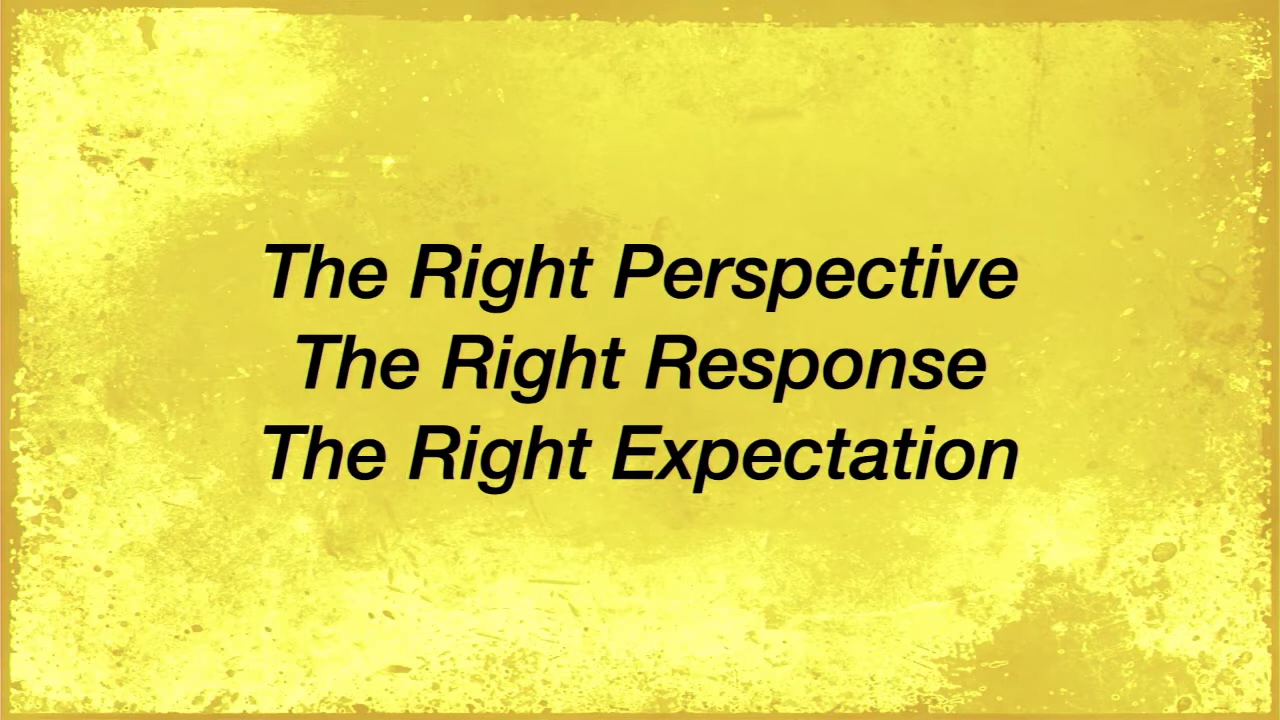 The Right Perspective
The Right Response
The Right Expectation